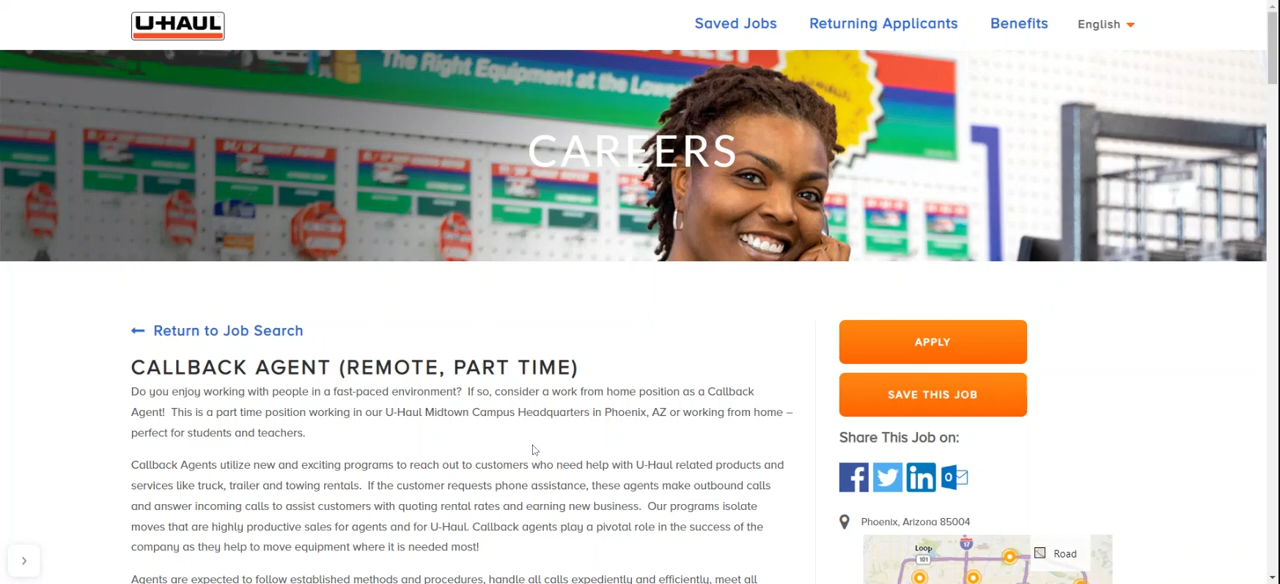 U-HAUL
Saved Jobs
Returning Applicants
Benefits
English
The Right Equipment at the Lowe
CAREERS
Return to Job Search
CALLBACK AGENT (REMOTE, PART TIME)
Do you enjoy working with people in a fast-paced environment? If so, consider a work from home position as a Callback
Agent! This is a part time position working in our U-Haul Midtown Campus Headquarters in Phoenix, AZ or working from home –
perfect for students and teachers.
Callback Agents utilize new and exciting programs to reach out to customers who need help with U-Haul related products and
services like truck, trailer and towing rentals. If the customer requests phone assistance, these agents make outbound calls
and answer incoming calls to assist customers with quoting rental rates and earning new business. Our programs isolate
moves that are highly productive sales for agents and for U-Haul. Callback agents play a pivotal role in the success of the
company as they help to move equipment where it is needed most!
Agents are expected to follow established methods and procedures, handle all calls expediently and efficiently, meet all
APPLY
SAVE THIS JOB
Share This Job on:
Phoenix, Arizona 85004
Loop
101
17
Road